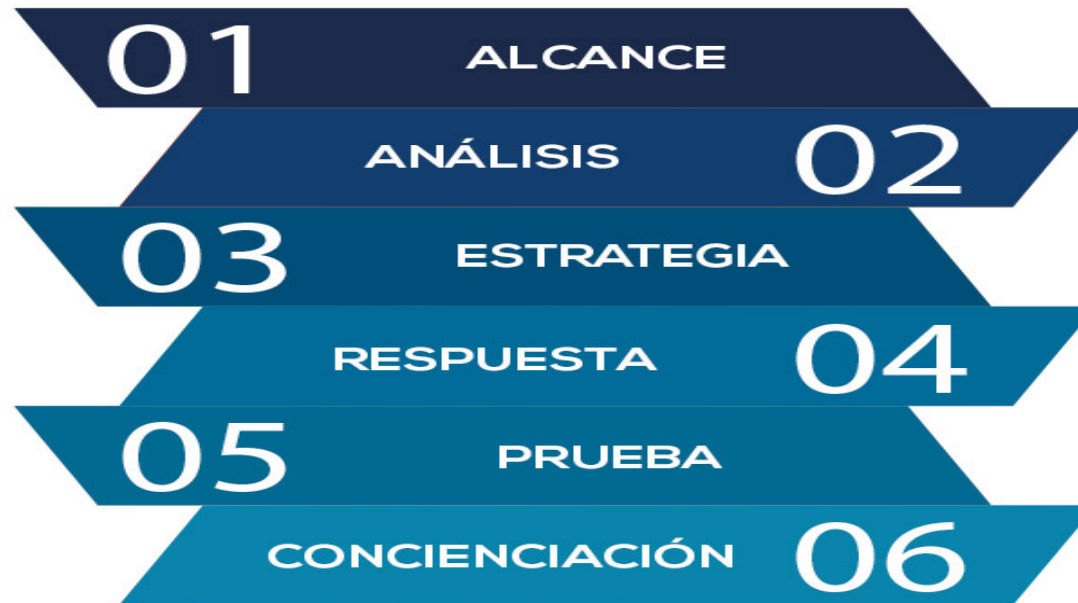 01 ALCANCE
ANÁLISIS 02
03 ESTRATEGIA
RESPUESTA 04
05 PRUEBA
CONCIENCIACIÓN 06